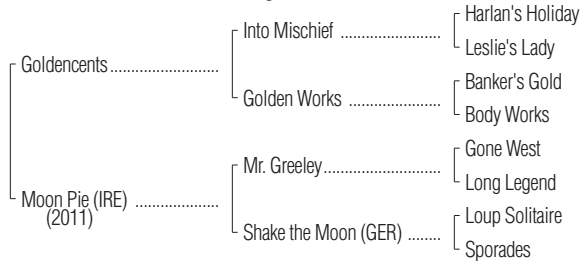 Harlan's Holiday
Into Mischief ....................
Leslie's Lady
Goldencents......................
Banker's Gold
Golden Works ..................
Body Works
Gone West
Mr. Greeley.......................
Long Legend
Moon Pie (IRE) .................
(2011)
Loup Solitaire
Shake the Moon (GER) ........
Sporades